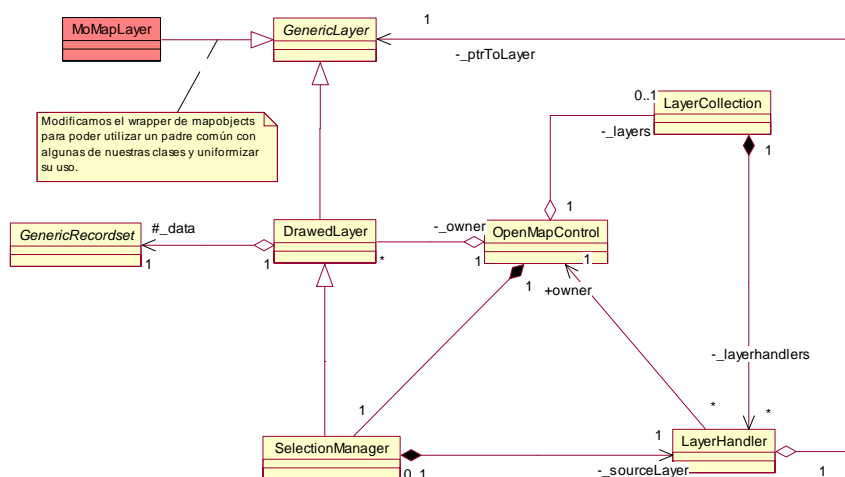 MoMapLayer
GenericLayer
1
-_ptrToLayer
Modificamos el wrapper de mapobjects
para poder utilizar un padre común con
algunas de nuestras clases y uniformizar
su uso.
0..1
LayerCollection
-_layers
1
1
GenericRecordset
#_data
1
1
DrawedLayer
*
-_owner
1
OpenMapControl
1
1
+owner
-_layerhandlers
1
*
*
SelectionManager
0..1
1
-_sourceLayer
LayerHandler
1